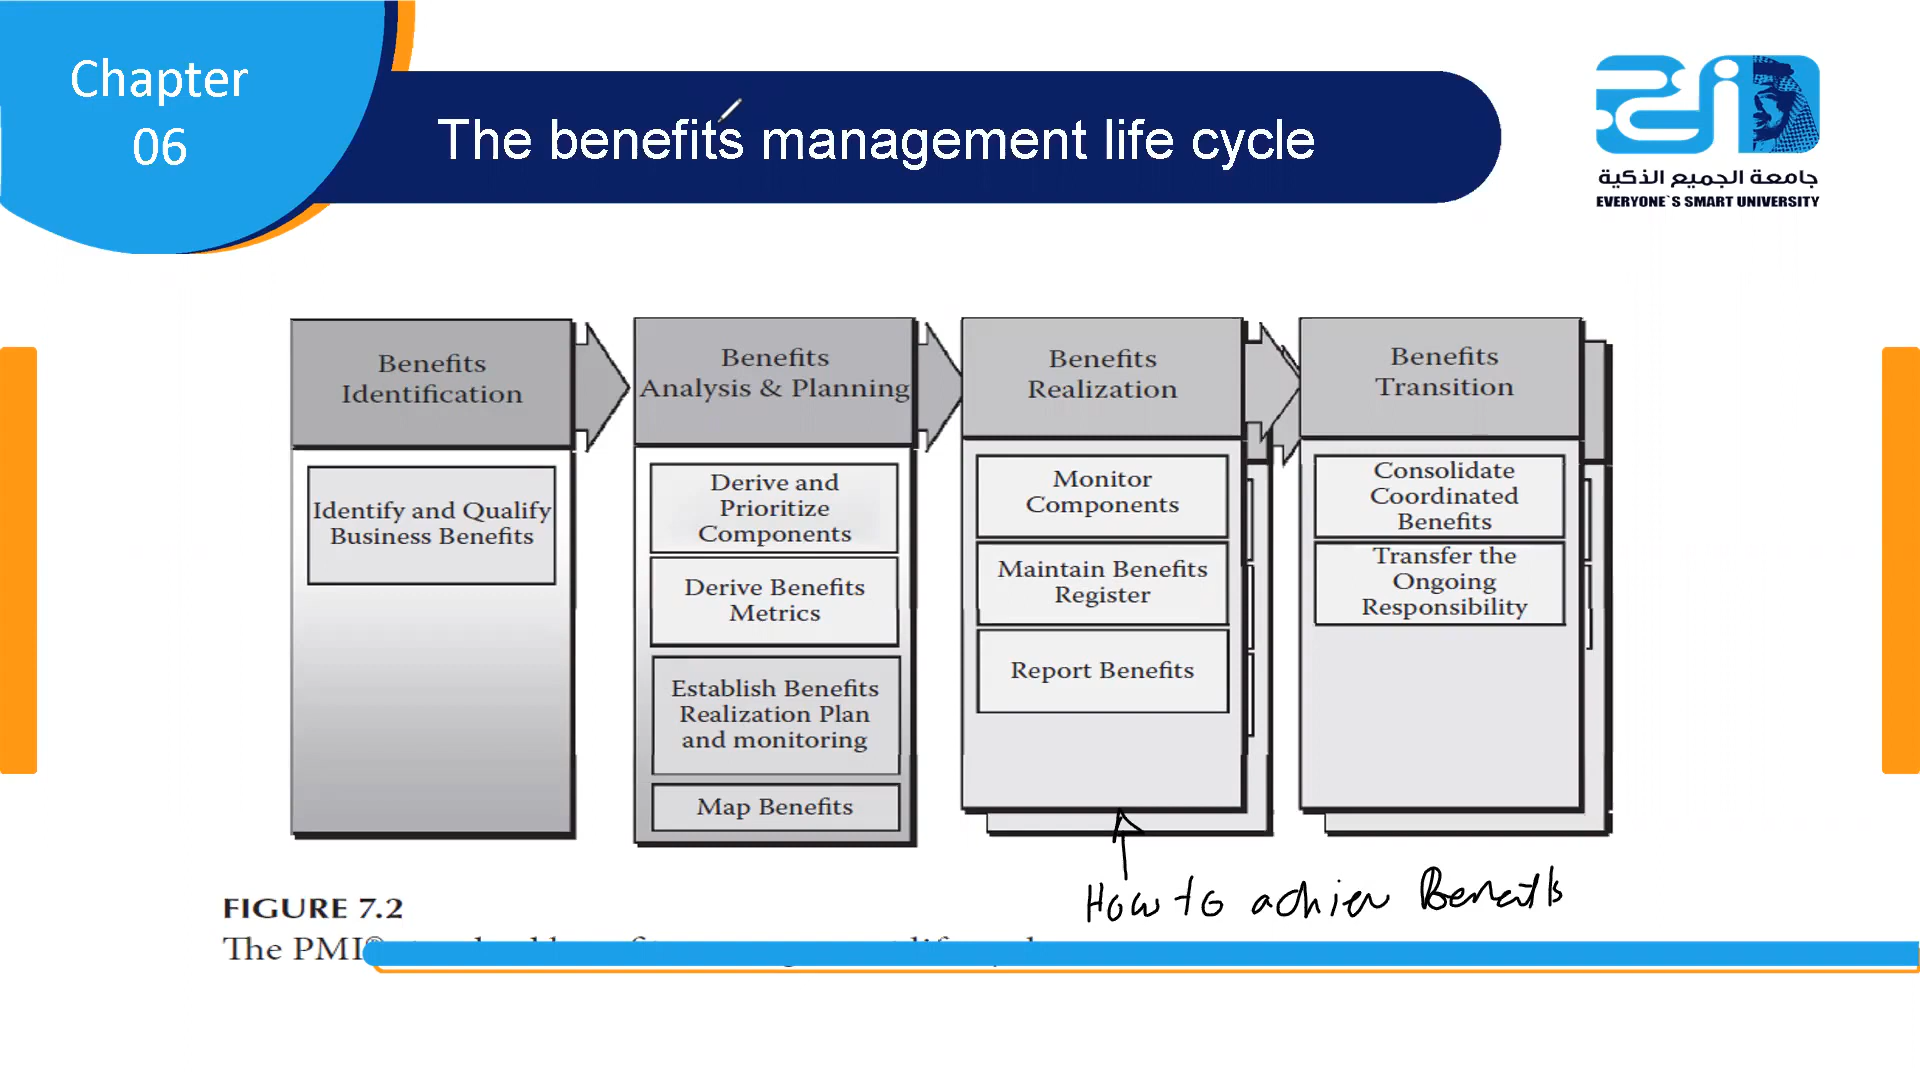 Chapter
06
The benefits management life cycle
جامعة الجميع الذكية
EVERYONE`S SMART UNIVERSITY
Benefits
Identification
Identify and Qualify
Business Benefits
Benefits
Analysis & Planning
Derive and
Prioritize
Components
Derive Benefits
Metrics
Establish Benefits
Realization Plan
and monitoring
Map Benefits
Benefits
Realization
Monitor
Components
Maintain Benefits
Register
Report Benefits
Benefits
Transition
Consolidate
Coordinated
Benefits
Transfer the
Ongoing
Responsibility
How to achiev Benefits
FIGURE 7.2
The PMI®